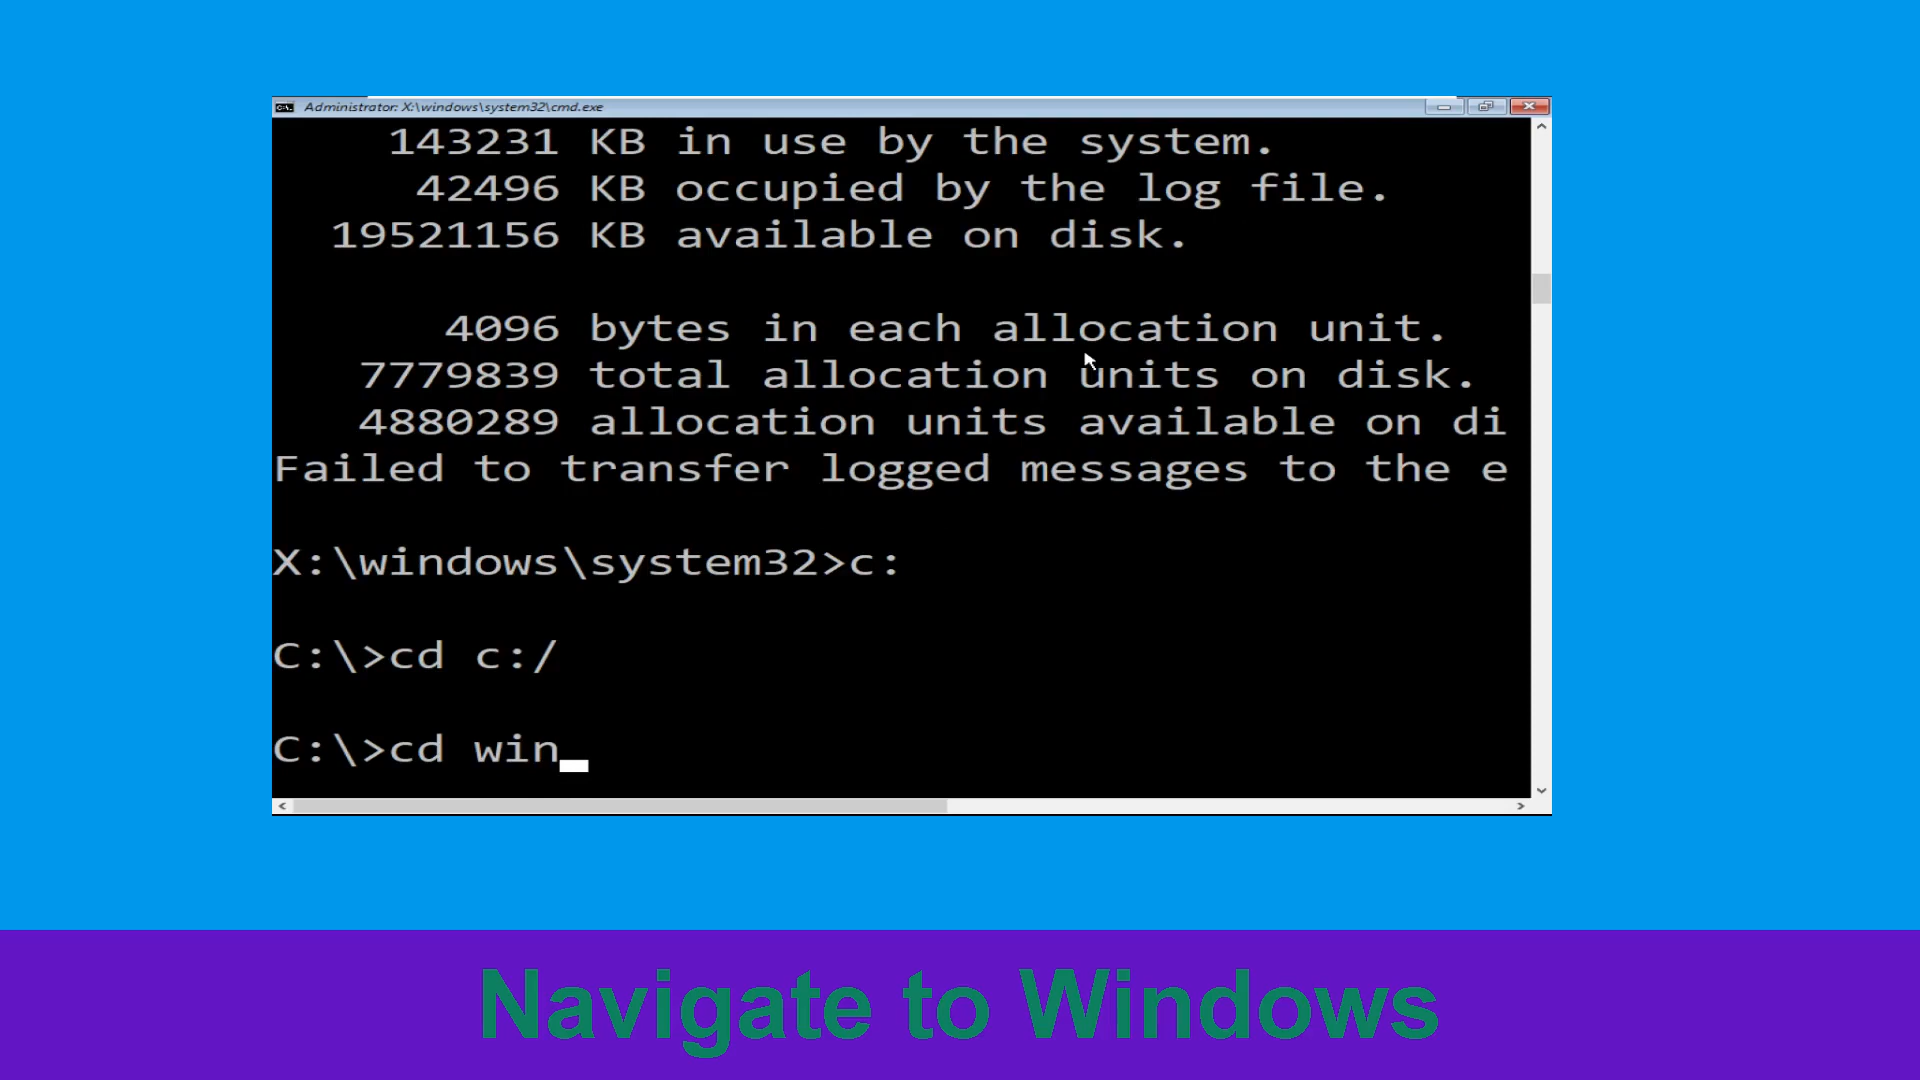 Administrator: X:\windows\system32\cmd.exe
143231 KB in use by the system.
42496 KB occupied by the log file.
19521156 KB available on disk.
4096 bytes in each allocation unit.
7779839 total allocation units on disk.
4880289 allocation units available on di
Failed to transfer logged messages to the e
X:\windows\system32>c:
C:\>cd c:/
C:\>cd win_
Navigate to Windows